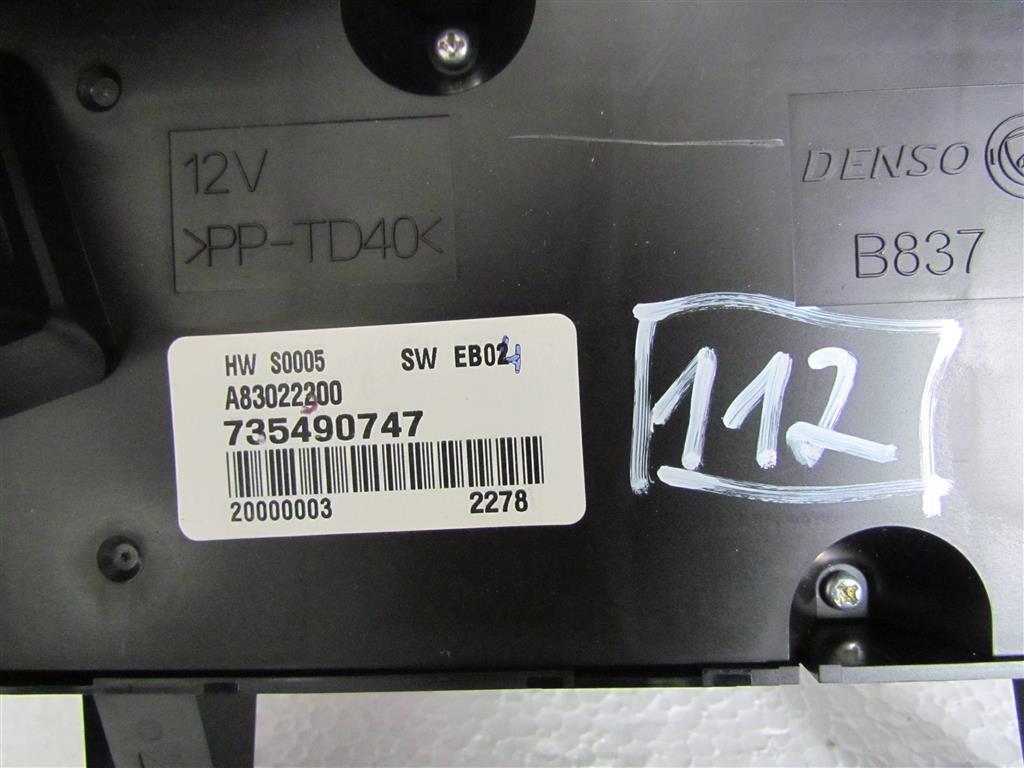 12V
>PP-TD40<
DENSO
B837
HW S0005 SW EB02
A83022200
735490747
20000003 2278
112